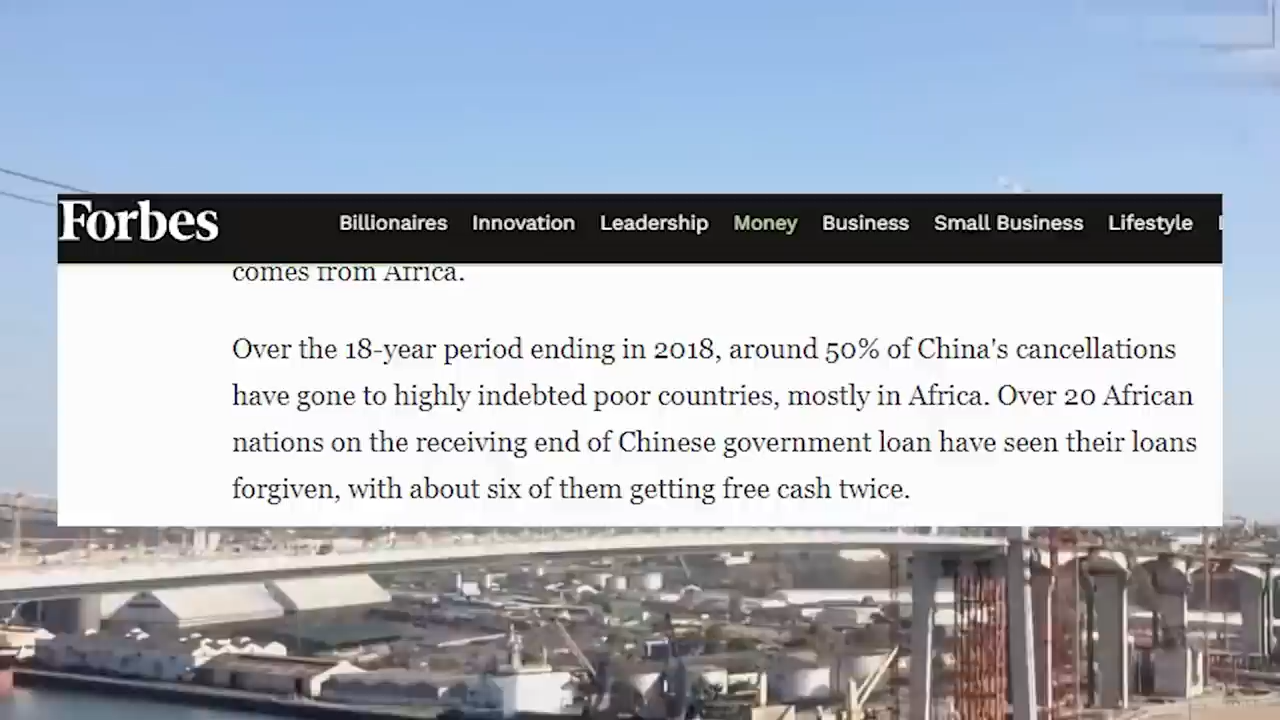 Forbes
Billionaires Innovation Leadership Money Business Small Business Lifestyle
comes from Africa.
Over the 18-year period ending in 2018, around 50% of China's cancellations
have gone to highly indebted poor countries, mostly in Africa. Over 20 African
nations on the receiving end of Chinese government loan have seen their loans
forgiven, with about six of them getting free cash twice.